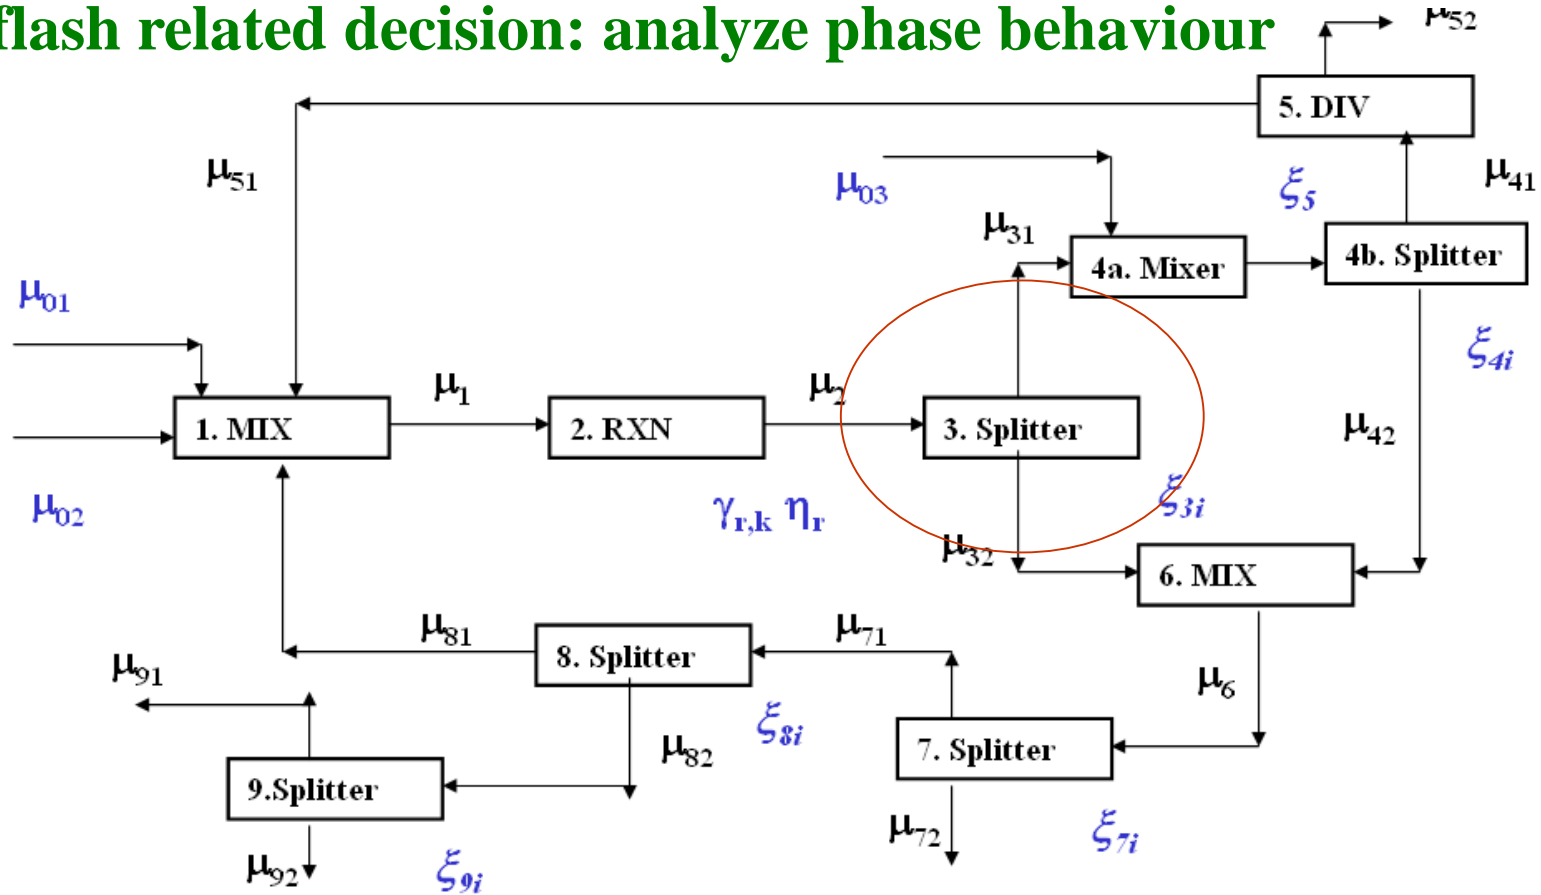 flash related decision: analyze phase behaviour
μ52
5. DIV
μ51
μ03
ξ5
μ41
μ31
4a. Mixer
4b. Splitter
μ01
ξ4i
μ1
μ2
μ42
1. MIX
2. RXN
3. Splitter
μ02
γr,k ηr
ξ3i
μ32
6. MIX
μ81
μ71
μ91
8. Splitter
μ6
ξ8i
μ82
7. Splitter
9.Splitter
μ72
ξ7i
μ92
ξ9i